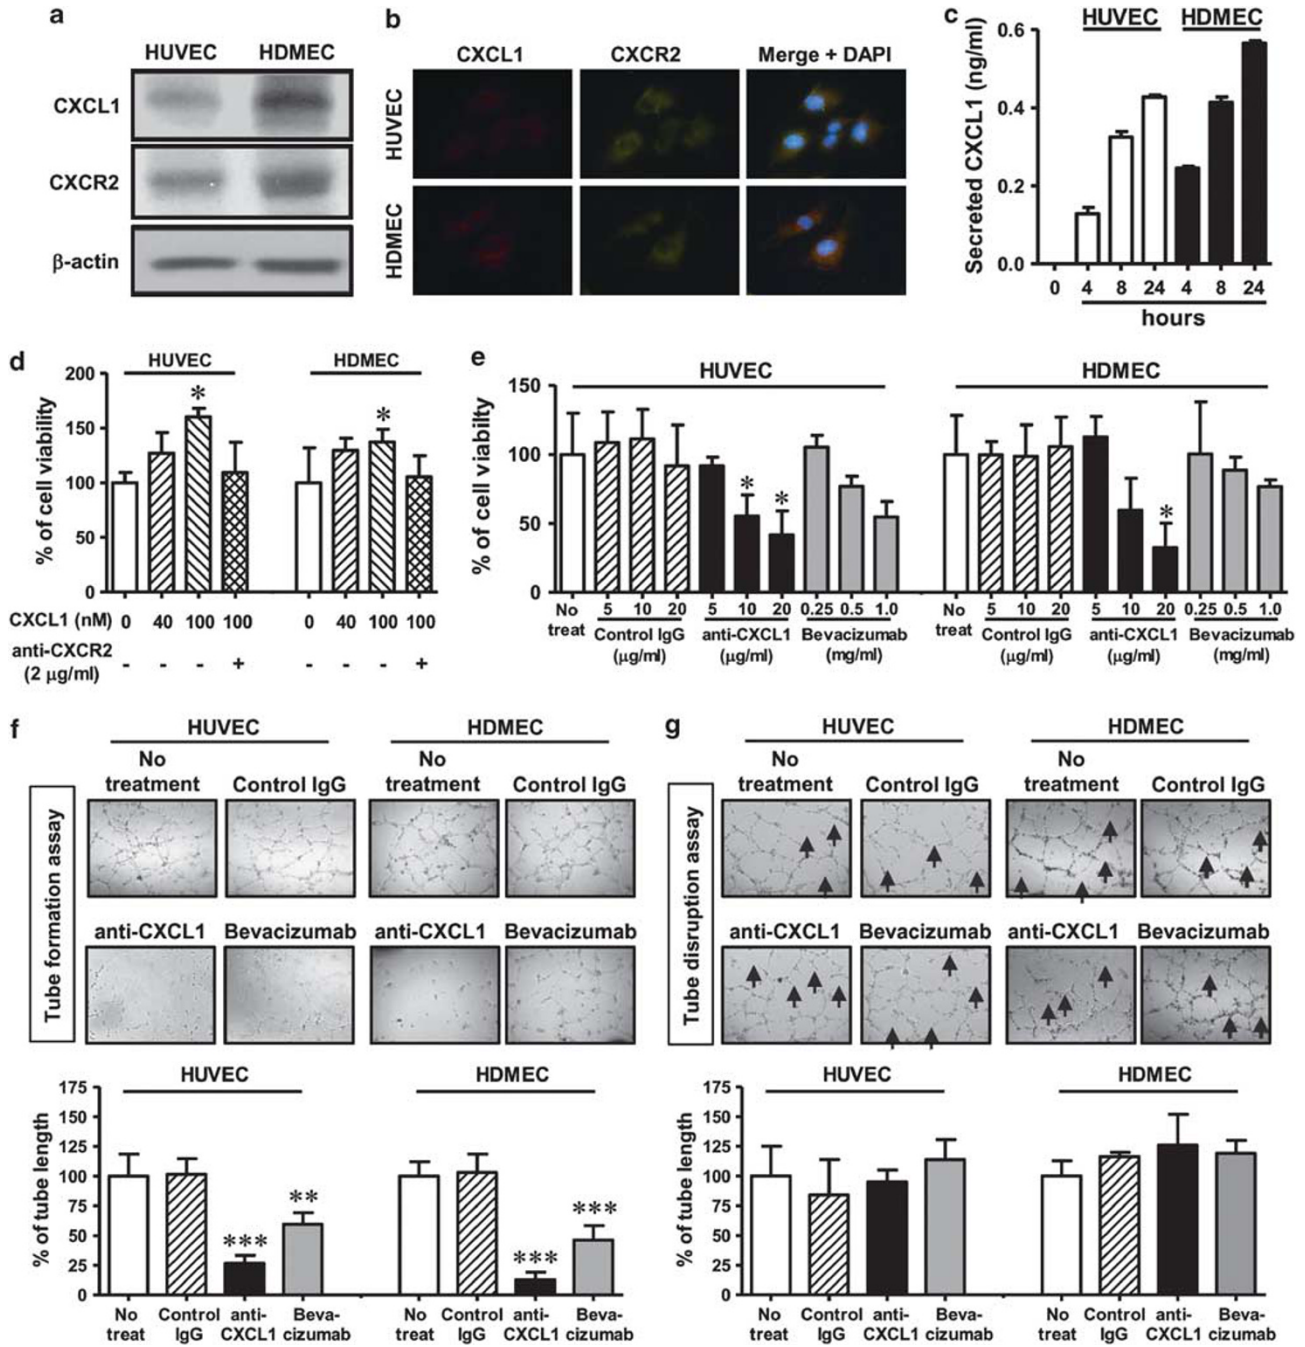 a
HUVEC HDMEC
CXCL1
CXCR2
β-actin
b
CXCL1 CXCR2 Merge + DAPI
HUVEC
HDMEC
c
HUVEC HDMEC
Secreted CXCL1 (ng/ml)
0.6
0.4
0.2
0.0
0 4 8 24 4 8 24
hours
d
HUVEC HDMEC
% of cell viability
200
150
100
50
0
* *
CXCL1 (nM) 0 40 100 100 0 40 100 100
anti-CXCR2
(2 μg/ml) - - - + - - - +
e
HUVEC HDMEC
% of cell viability
150
100
50
0
* * *
No treat 5 10 20 5 10 20 0.25 0.5 1.0 No treat 5 10 20 5 10 20 0.25 0.5 1.0
Control IgG anti-CXCL1 Bevacizumab Control IgG anti-CXCL1 Bevacizumab
(μg/ml) (μg/ml) (mg/ml) (μg/ml) (μg/ml) (mg/ml)
f
HUVEC HDMEC
Tube formation assay
No treatment Control IgG No treatment Control IgG
anti-CXCL1 Bevacizumab anti-CXCL1 Bevacizumab
HUVEC HDMEC
% of tube length
175
150
125
100
75
50
25
0
*** ** *** ***
No treat Control IgG anti-CXCL1 Beva-cizumab No treat Control IgG anti-CXCL1 Beva-cizumab
g
HUVEC HDMEC
Tube disruption assay
No treatment Control IgG No treatment Control IgG
anti-CXCL1 Bevacizumab anti-CXCL1 Bevacizumab
HUVEC HDMEC
% of tube length
175
150
125
100
75
50
25
0
No treat Control IgG anti-CXCL1 Beva-cizumab No treat Control IgG anti-CXCL1 Beva-cizumab